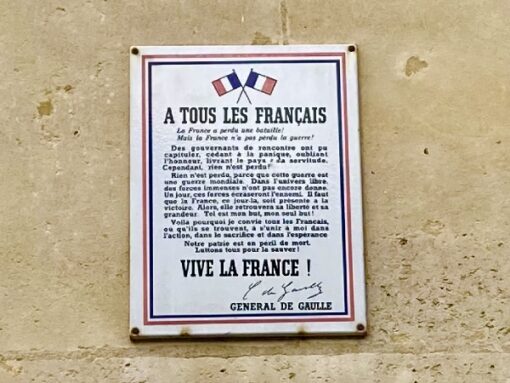 A TOUS LES FRANÇAIS
La France a perdu une bataille!
Mais la France n'a pas perdu la guerre!
Des gouvernants de rencontre ont pu
capituler, cédant à la panique, oubliant
l'honneur, livrant le pays à la servitude.
Cependant, rien n'est perdu!
Rien n'est perdu, parce que cette guerre est
une guerre mondiale. Dans l'univers libre,
des forces immenses n'ont pas encore donné.
Un jour, ces forces écraseront l'ennemi. Il faut
que la France, ce jour-là, soit présente à la
victoire. Alors, elle retrouvera sa liberté et sa
grandeur. Tel est mon but, mon seul but!
Voila pourquoi je convie tous les Français,
où qu'ils se trouvent, à s'unir à moi dans
l'action, dans le sacrifice et dans l'espérance
Notre patrie est en péril de mort.
Luttons tous pour la sauver!
VIVE LA FRANCE !
C. de Gaulle
GENERAL DE GAULLE